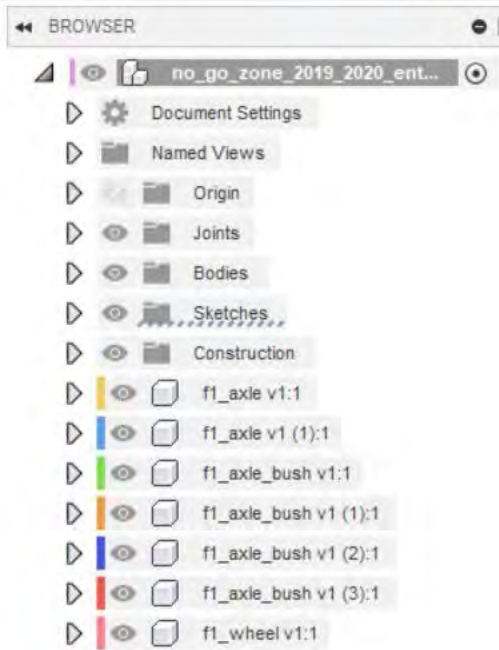 BROWSER
no_go_zone_2019_2020_ent...
Document Settings
Named Views
Origin
Joints
Bodies
Sketches
Construction
f1_axle v1:1
f1_axle v1 (1):1
f1_axle_bush v1:1
f1_axle_bush v1 (1):1
f1_axle_bush v1 (2):1
f1_axle_bush v1 (3):1
f1_wheel v1:1